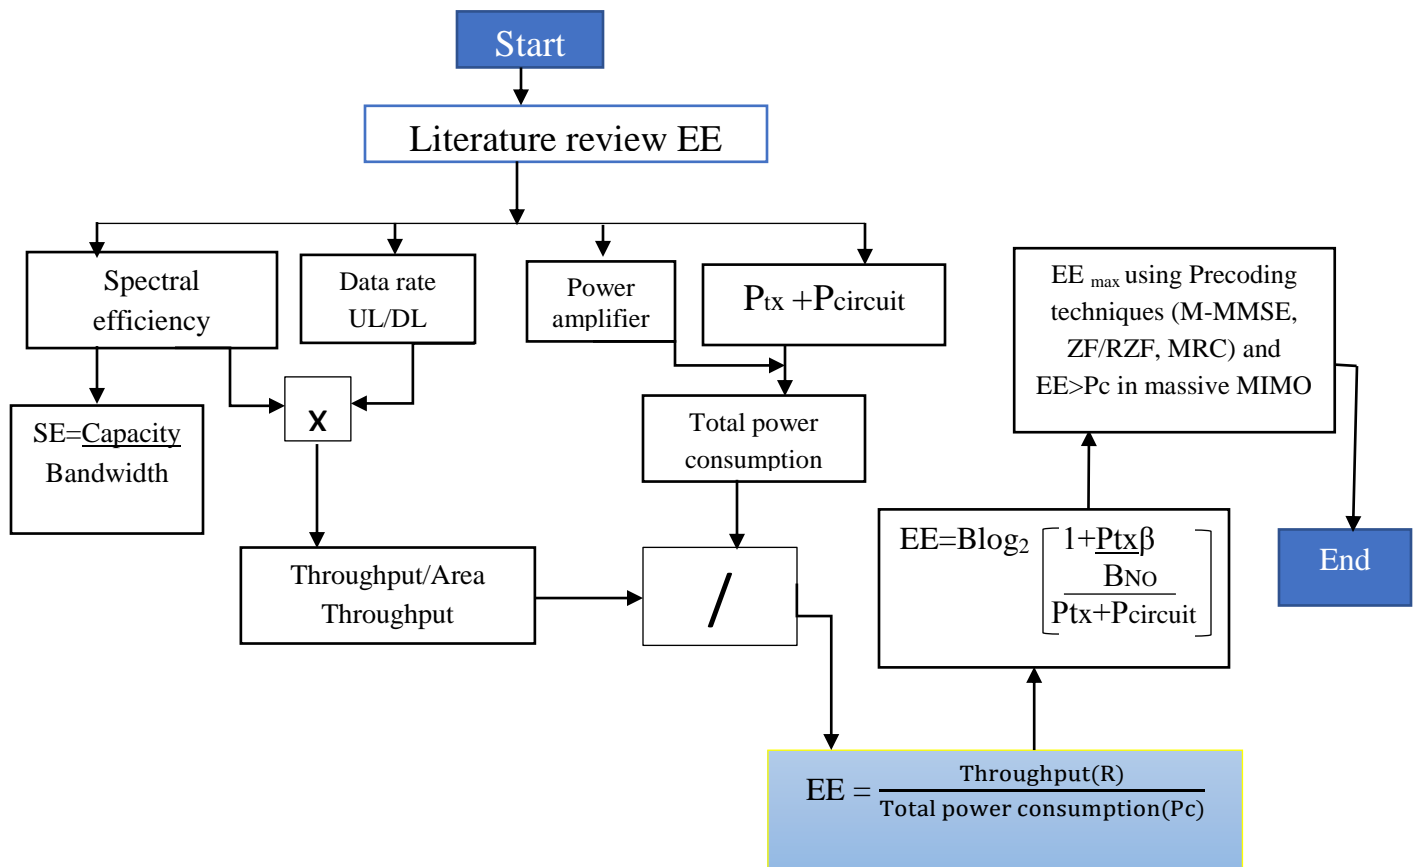 Start
Literature review EE
Spectral
efficiency
Data rate
UL/DL
Power
amplifier
Ptx +Pcircuit
EE max using Precoding
techniques (M-MMSE,
ZF/RZF, MRC) and
EE>Pc in massive MIMO
SE=Capacity
Bandwidth
x
Total power
consumption
EE=Blog2 [1+Ptxβ
BNO
Ptx+Pcircuit]
End
Throughput/Area
Throughput
/
EE = Throughput(R)
Total power consumption(Pc)